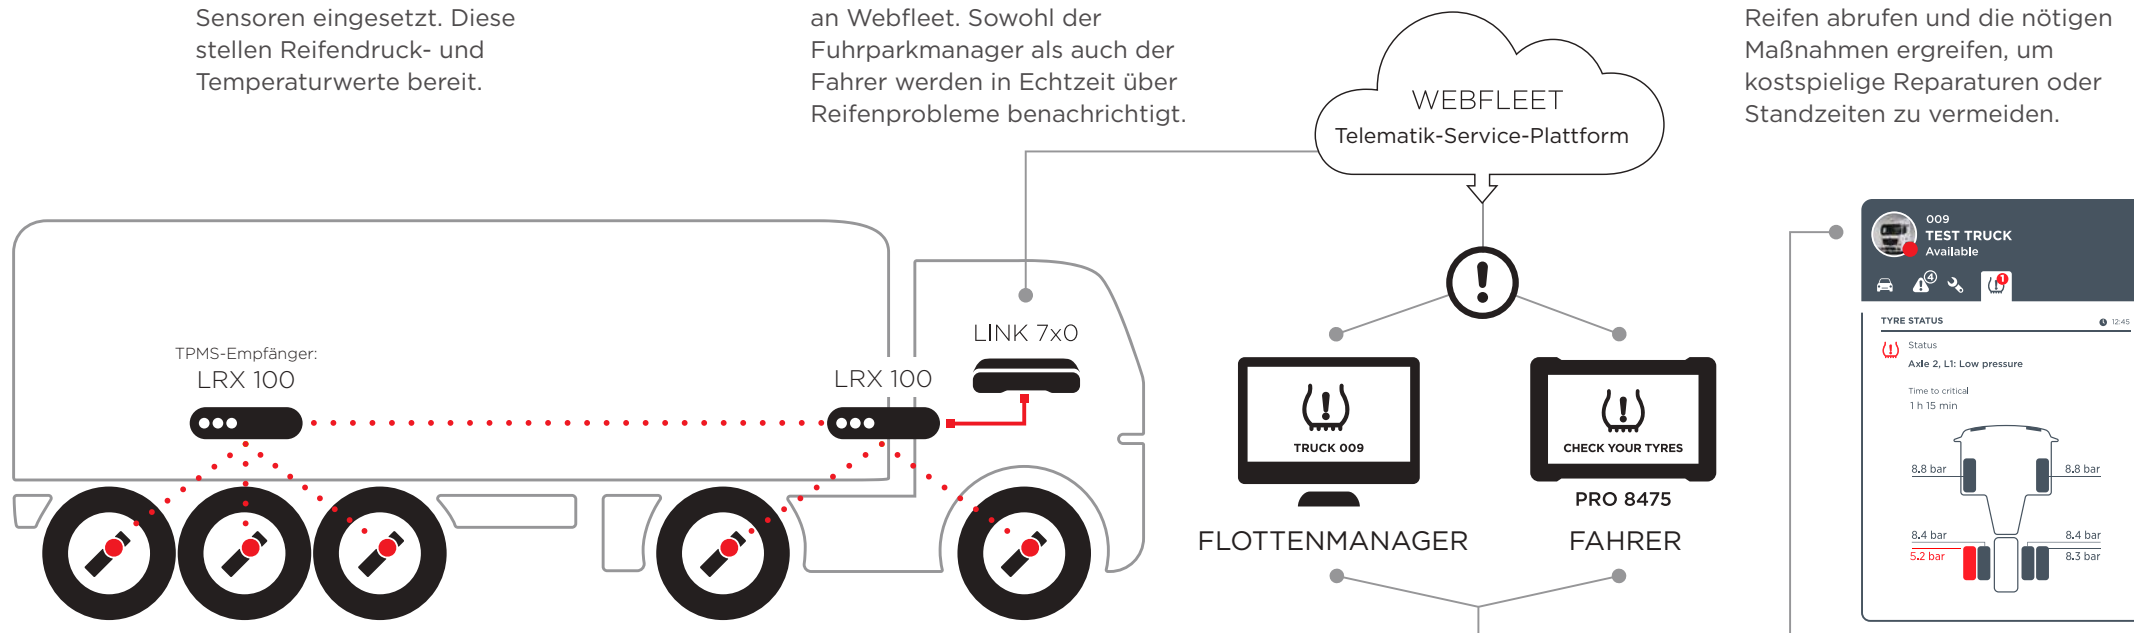 Sensoren eingesetzt. Diese
stellen Reifendruck- und
Temperaturwerte bereit.
an Webfleet. Sowohl der
Fuhrparkmanager als auch der
Fahrer werden in Echtzeit über
Reifenprobleme benachrichtigt.
WEBFLEET
Telematik-Service-Plattform
Reifen abrufen und die nötigen
Maßnahmen ergreifen, um
kostspielige Reparaturen oder
Standzeiten zu vermeiden.
TPMS-Empfänger:
LRX 100
LRX 100
LINK 7x0
TRUCK 009
FLOTTENMANAGER
CHECK YOUR TYRES
PRO 8475
FAHRER
009
TEST TRUCK
Available
4
1
TYRE STATUS
12:45
Status
Axle 2, L1: Low pressure
Time to critical
1 h 15 min
8.8 bar
8.8 bar
8.4 bar
8.4 bar
5.2 bar
8.3 bar